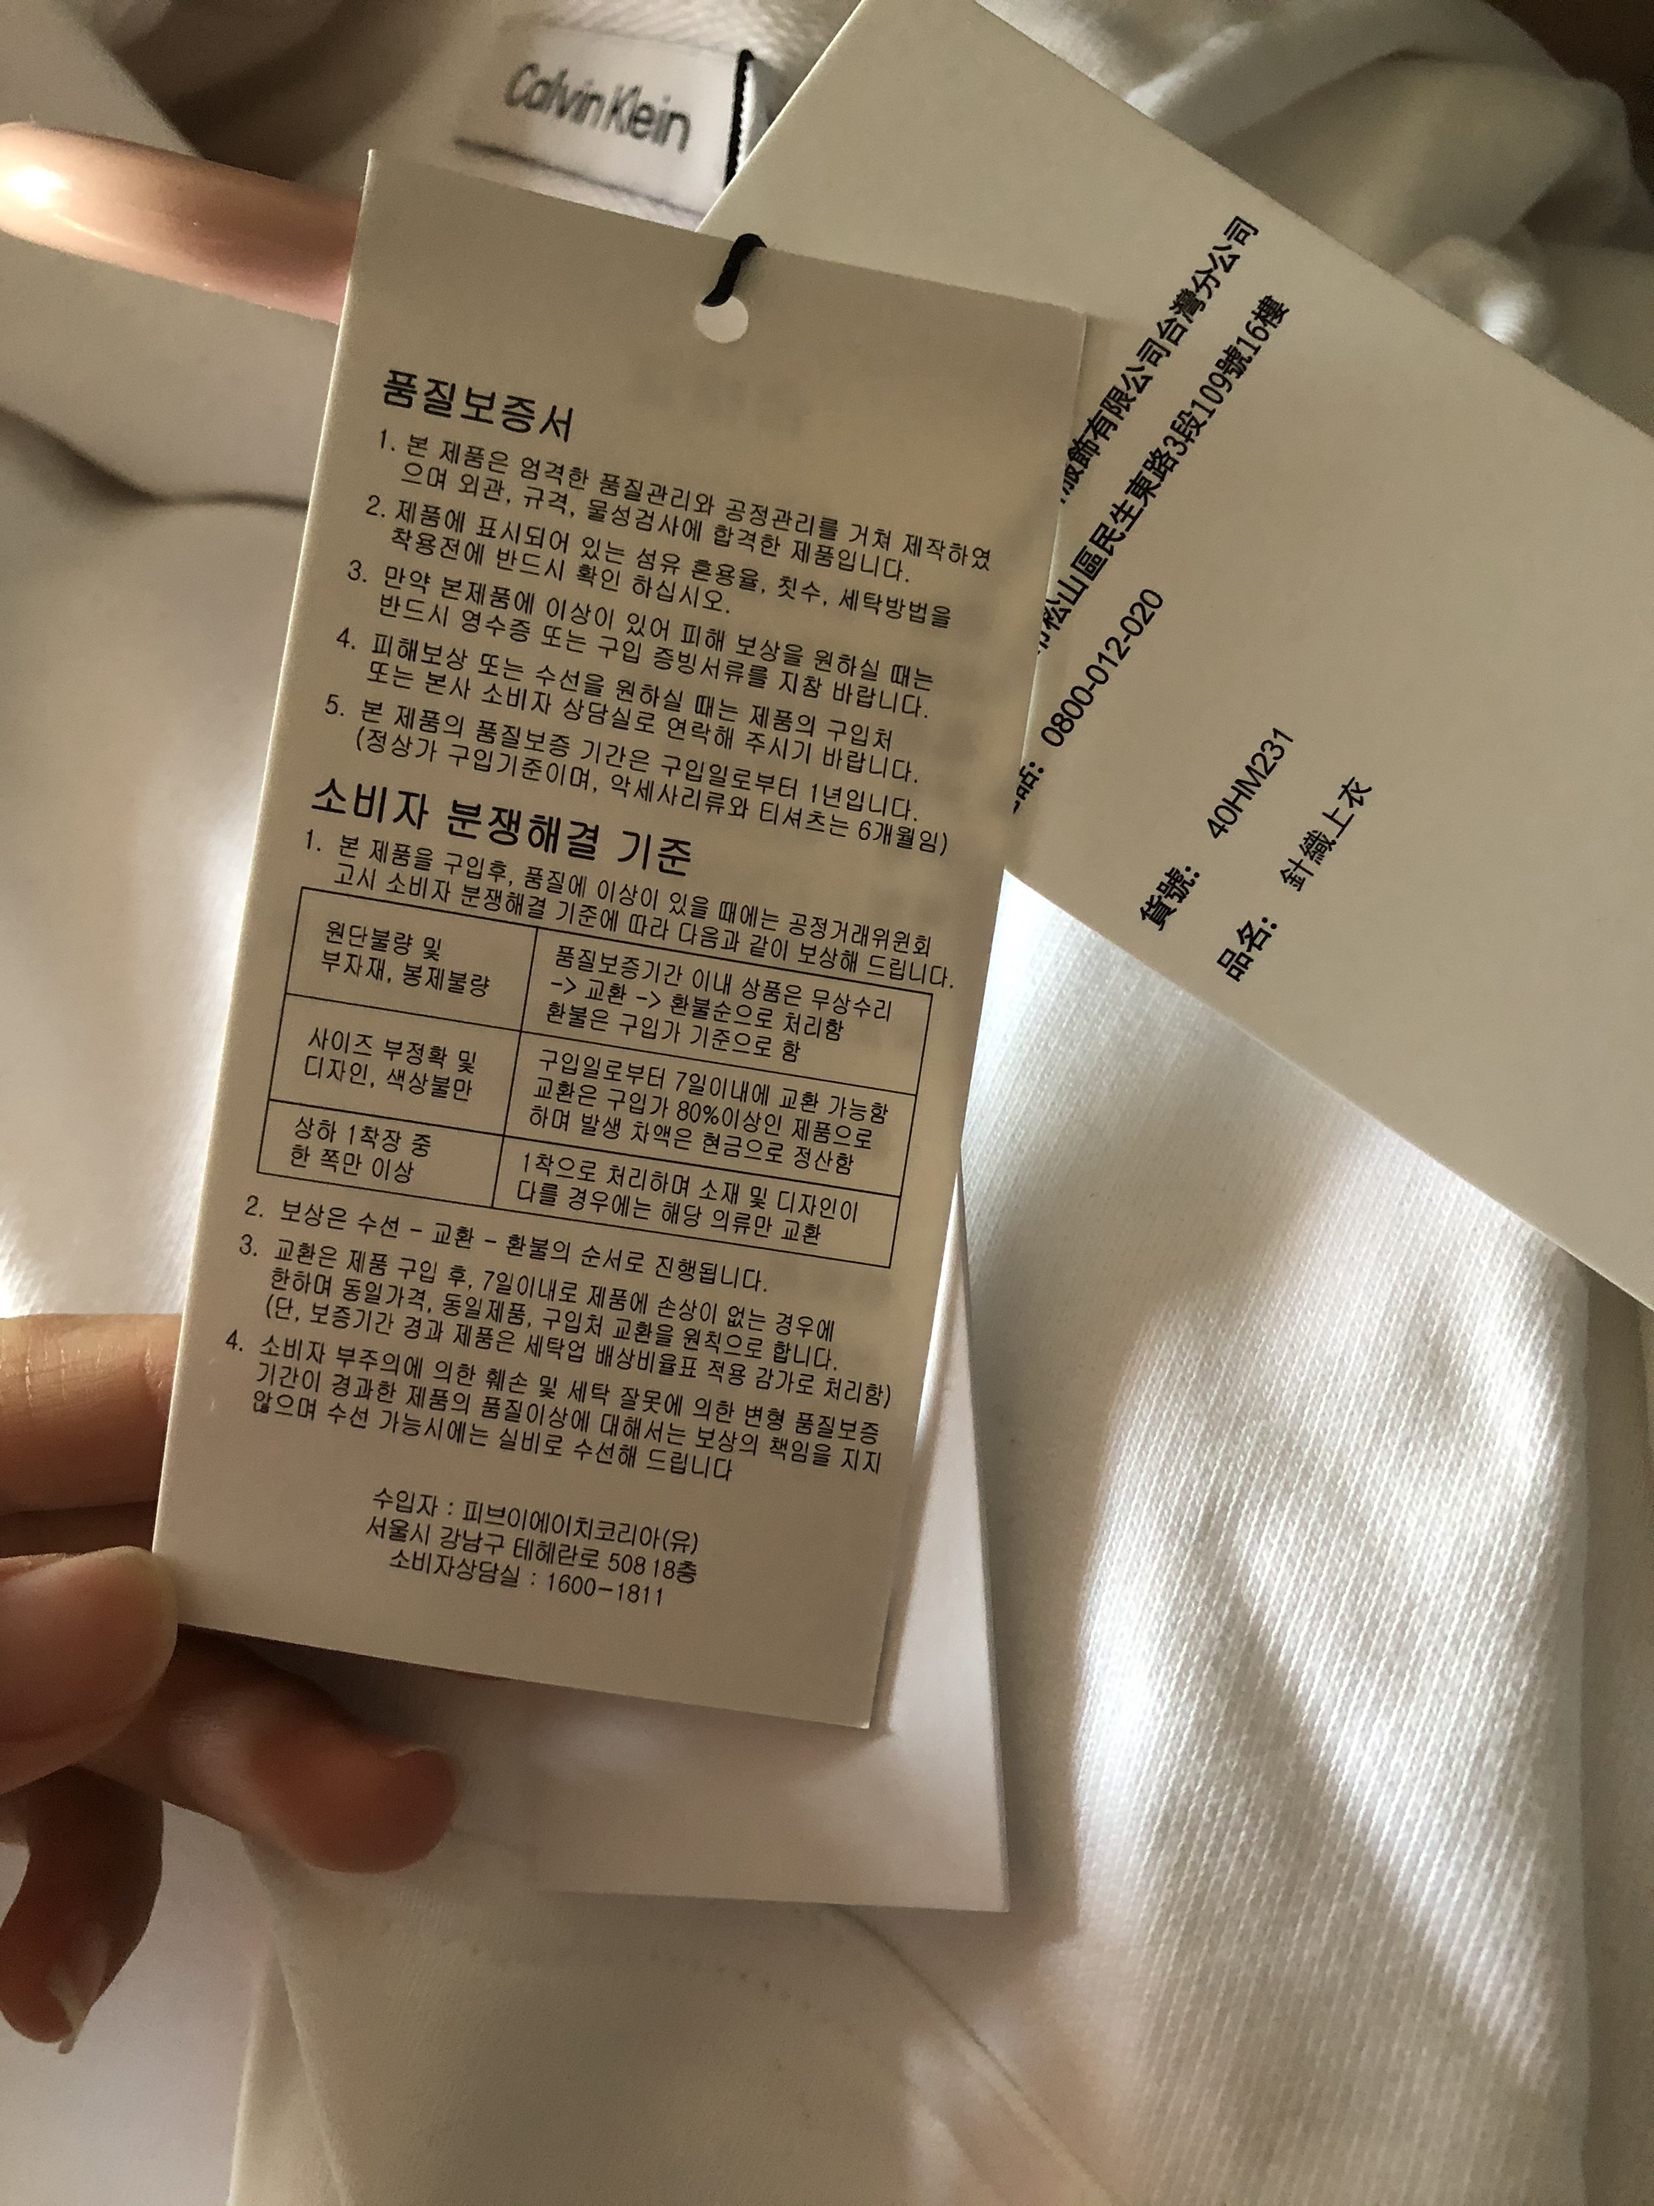 Calvin Klein
품질보증서
1. 본 제품은 엄격한 품질관리와 공정관리를 거쳐 제작하였
으며 외관, 규격, 물성검사에 합격한 제품입니다.
2. 제품에 표시되어 있는 섬유 혼용율, 칫수, 세탁방법을
착용전에 반드시 확인 하십시오.
3. 만약 본제품에 이상이 있어 피해 보상을 원하실 때는
반드시 영수증 또는 구입 증빙서류를 지참 바랍니다.
4. 피해보상 또는 수선을 원하실 때는 제품의 구입처
또는 본사 소비자 상담실로 연락해 주시기 바랍니다.
5. 본 제품의 품질보증 기간은 구입일로부터 1년입니다.
(정상가 구입기준이며, 악세사리류와 티셔츠는 6개월임)
소비자 분쟁해결 기준
1. 본 제품을 구입후, 품질에 이상이 있을 때에는 공정거래위원회
고시 소비자 분쟁해결 기준에 따라 다음과 같이 보상해 드립니다.
원단불량 및
부자재, 봉제불량
품질보증기간 이내 상품은 무상수리
-> 교환 -> 환불순으로 처리함
환불은 구입가 기준으로 함
사이즈 부정확 및
디자인, 색상불만
구입일로부터 7일이내에 교환 가능함
교환은 구입가 80%이상인 제품으로
하며 발생 차액은 현금으로 정산함
상하 1착장 중
한 쪽만 이상
1착으로 처리하며 소재 및 디자인이
다를 경우에는 해당 의류만 교환
2. 보상은 수선 - 교환 - 환불의 순서로 진행됩니다.
3. 교환은 제품 구입 후, 7일이내로 제품에 손상이 없는 경우에
한하며 동일가격, 동일제품, 구입처 교환을 원칙으로 합니다.
(단, 보증기간 경과 제품은 세탁업 배상비율표 적용 감가로 처리함)
4. 소비자 부주의에 의한 훼손 및 세탁 잘못에 의한 변형 품질보증
기간이 경과한 제품의 품질이상에 대해서는 보상의 책임을 지지
않으며 수선 가능시에는 실비로 수선해 드립니다
수입자 : 피브이에이치코리아(유)
서울시 강남구 테헤란로 508 18층
소비자상담실 : 1600-1811
服飾有限公司台灣分公司
松山區民生東路3段109號16樓
0800-012-020
貨號: 40HM231
品名: 針織上衣